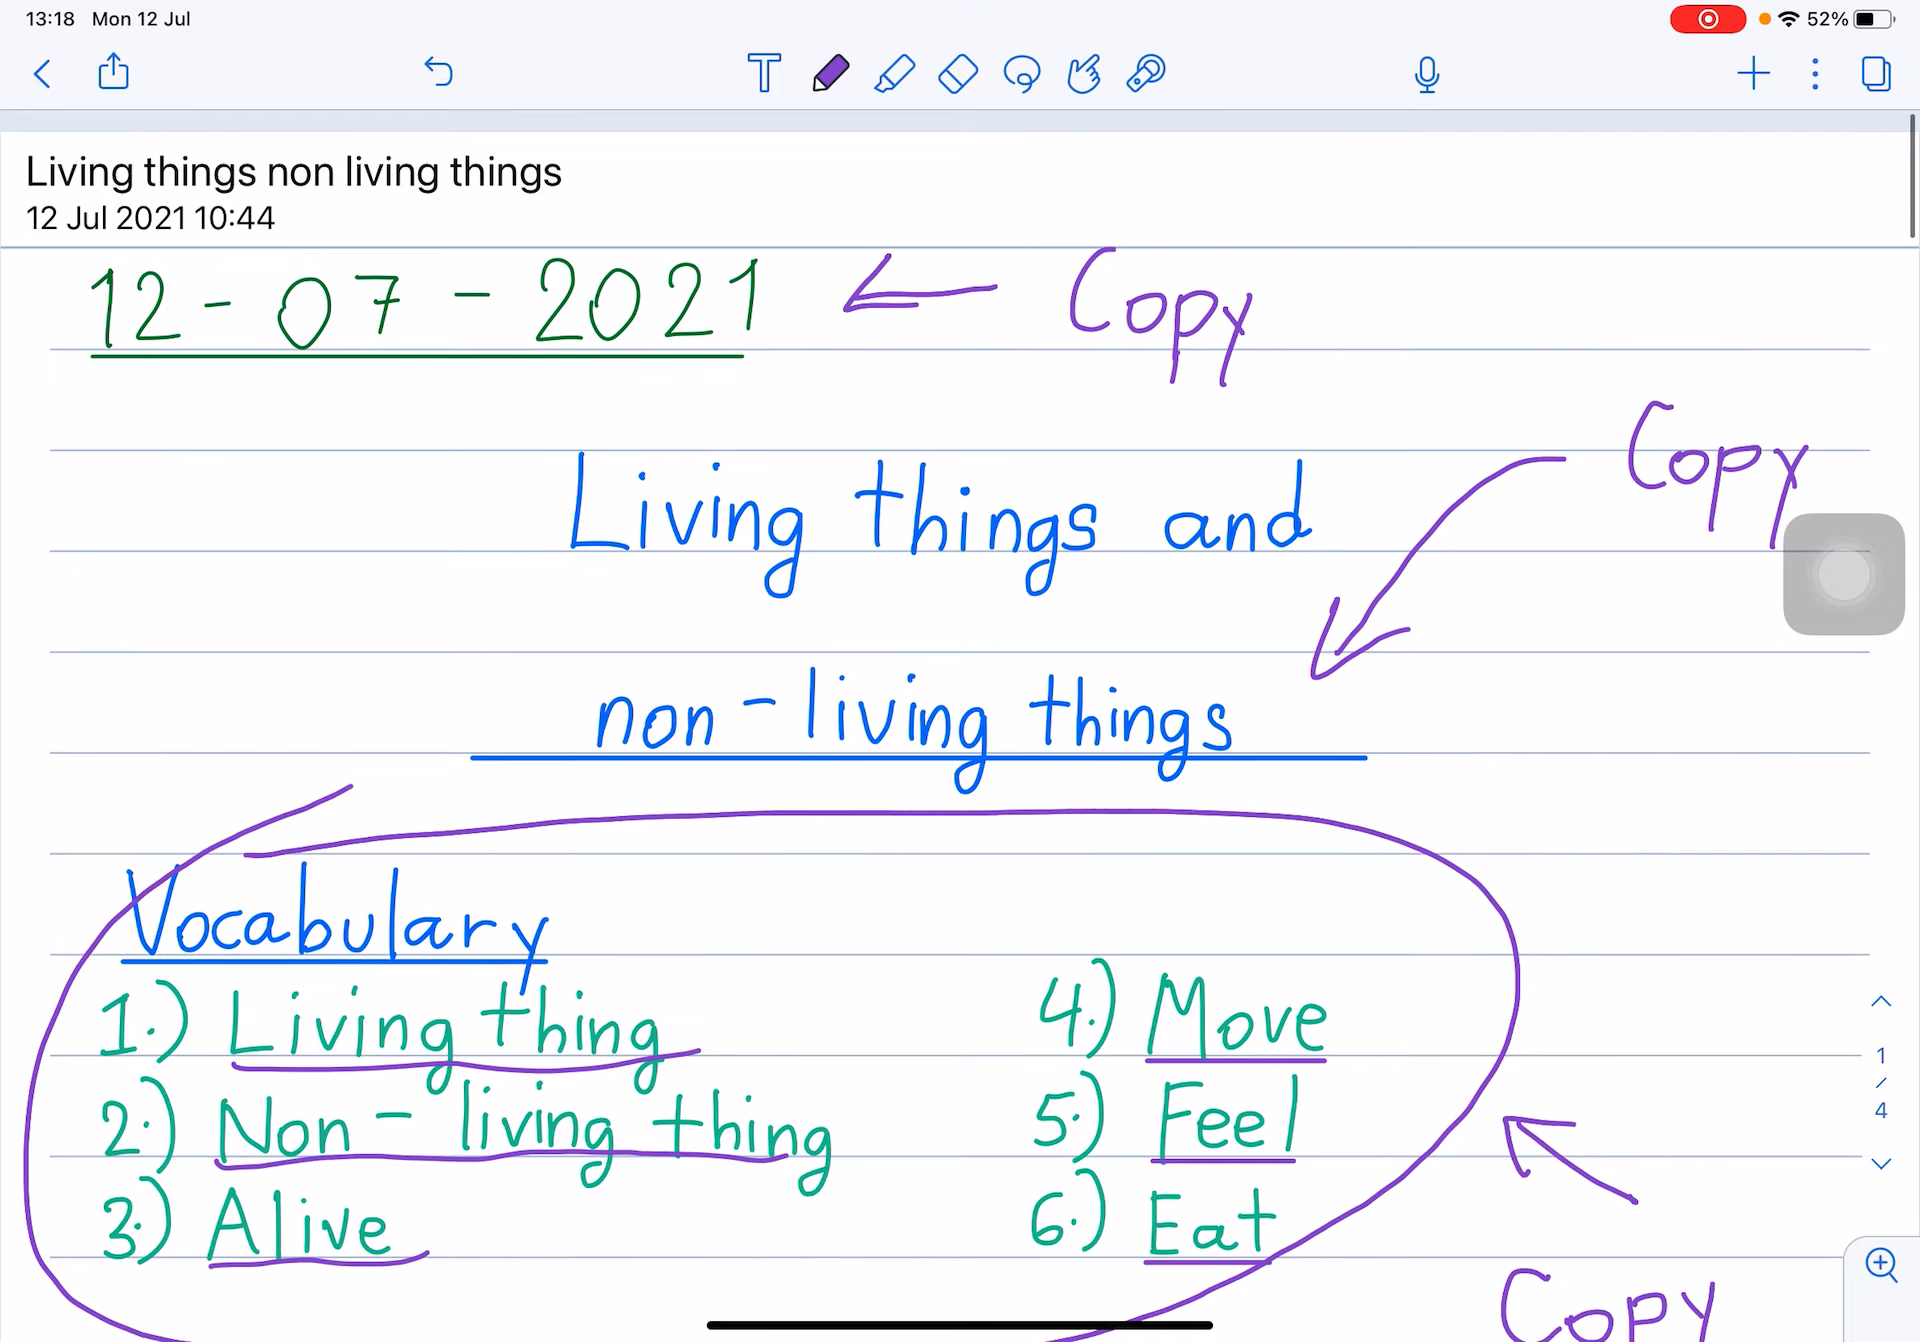 13:18 Mon 12 Jul
52%
Living things non living things
12 Jul 2021 10:44
12 - 07 - 2021 Copy
Copy
Living things and
non - living things
Vocabulary
1.) Living thing
2.) Non - living thing
3.) Alive
4.) Move
5.) Feel
6.) Eat
1
/
4
Copy